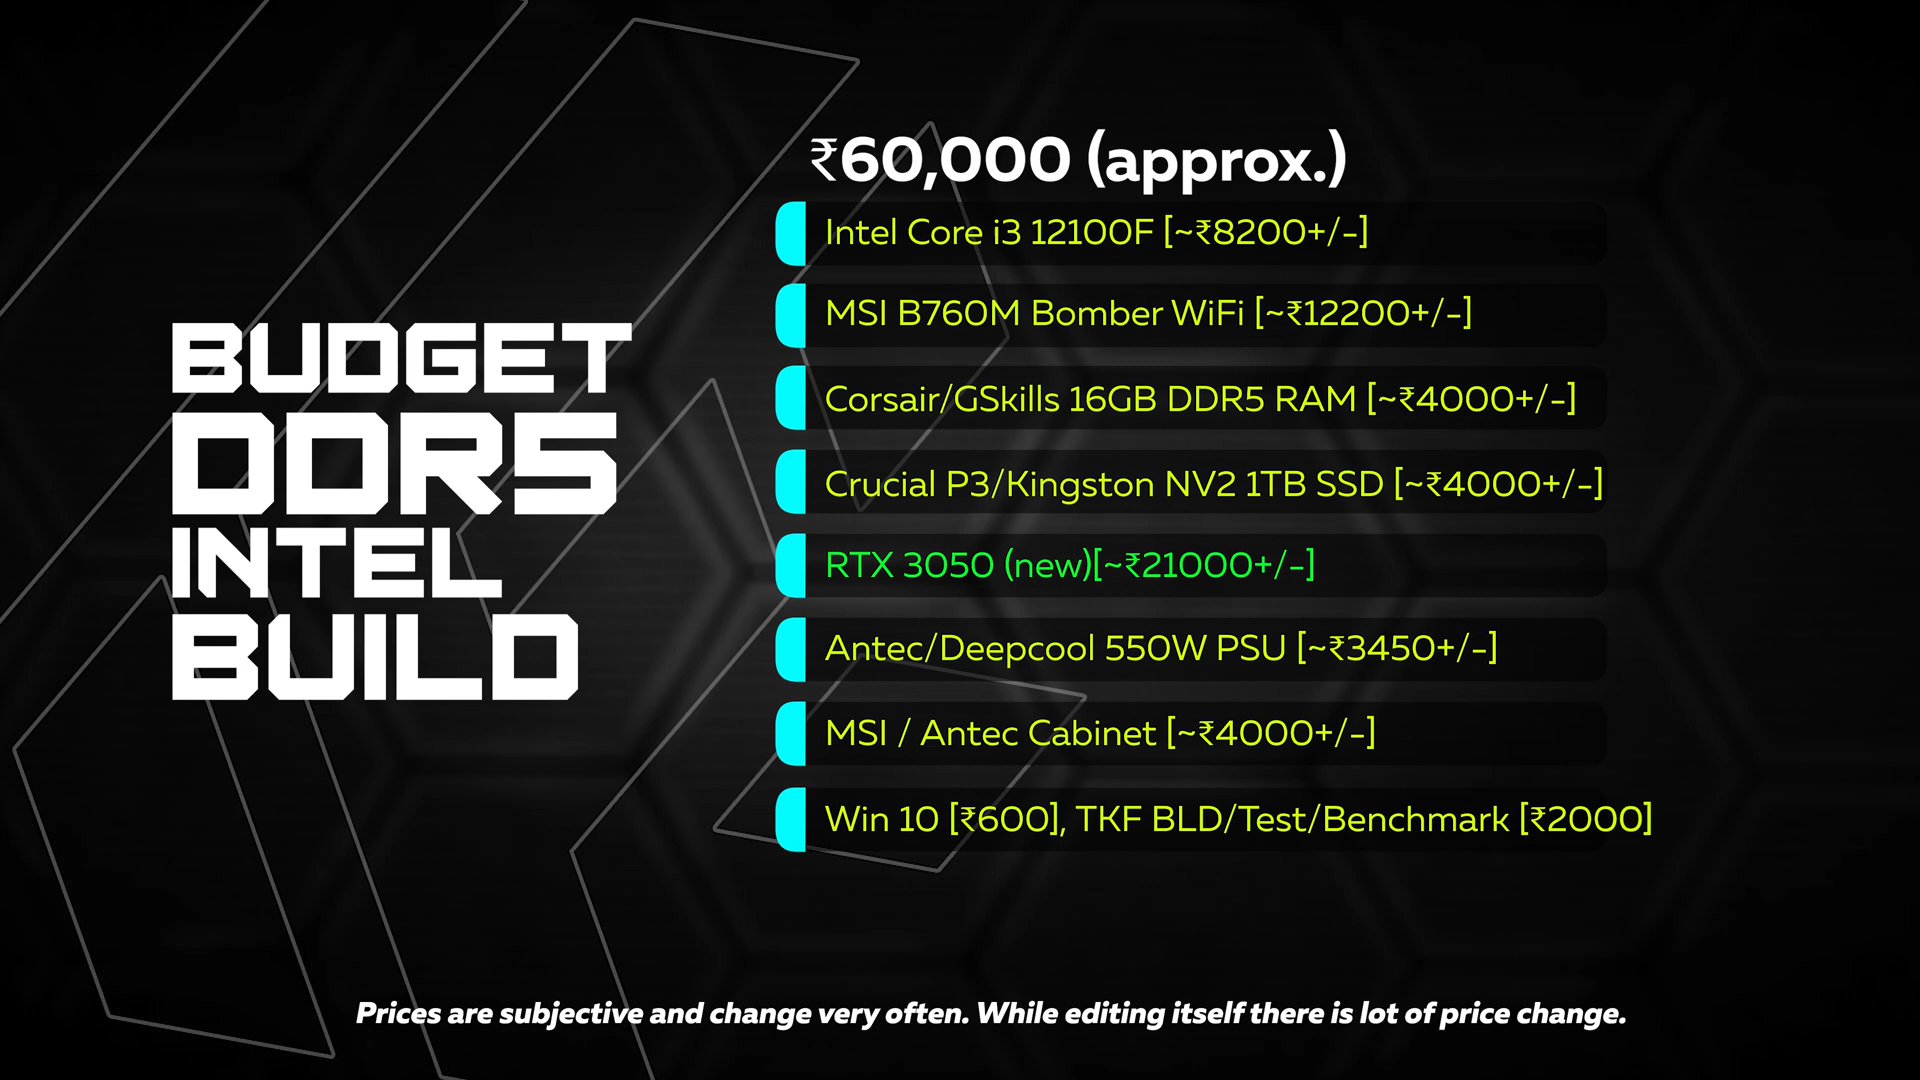 BUDGET
DDR5
INTEL
BUILD
₹60,000 (approx.)
Intel Core i3 12100F [~₹8200+/-]
MSI B760M Bomber WiFi [~₹12200+/-]
Corsair/GSkills 16GB DDR5 RAM [~₹4000+/-]
Crucial P3/Kingston NV2 1TB SSD [~₹4000+/-]
RTX 3050 (new)[~₹21000+/-]
Antec/Deepcool 550W PSU [~₹3450+/-]
MSI / Antec Cabinet [~₹4000+/-]
Win 10 [₹600], TKF BLD/Test/Benchmark [₹2000]
Prices are subjective and change very often. While editing itself there is lot of price change.